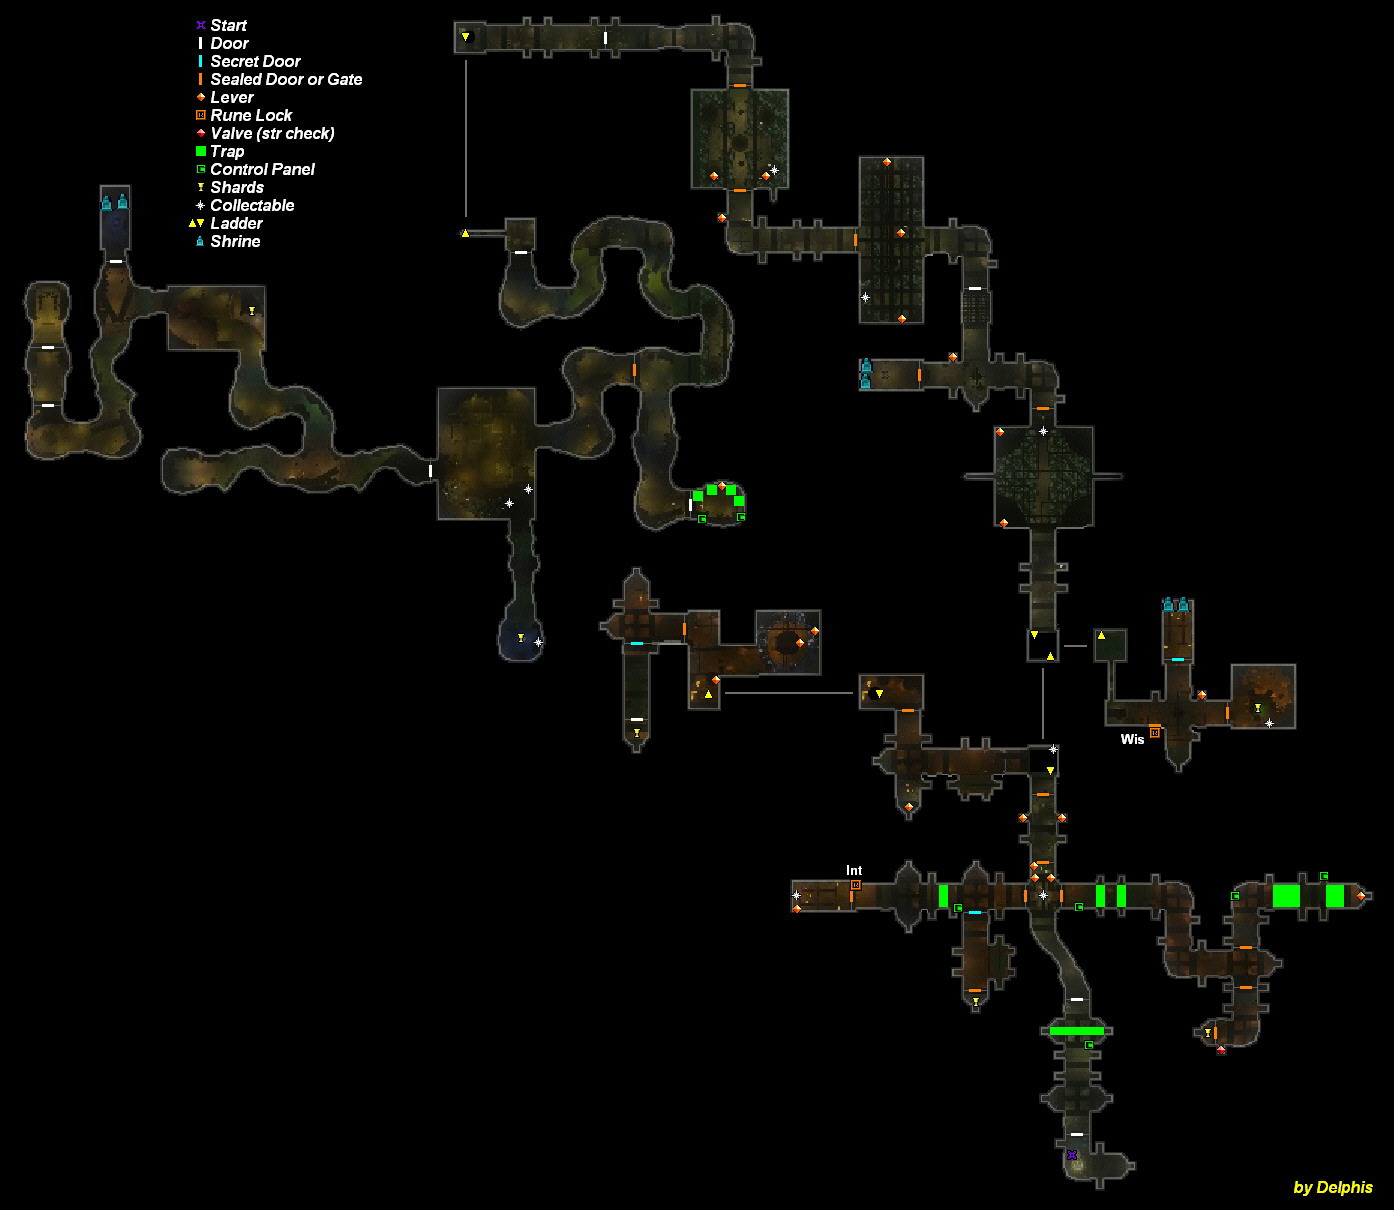 Start
Door
Secret Door
Sealed Door or Gate
Lever
Rune Lock
Valve (str check)
Trap
Control Panel
Shards
Collectable
Ladder
Shrine
Wis
Int
by Delphis